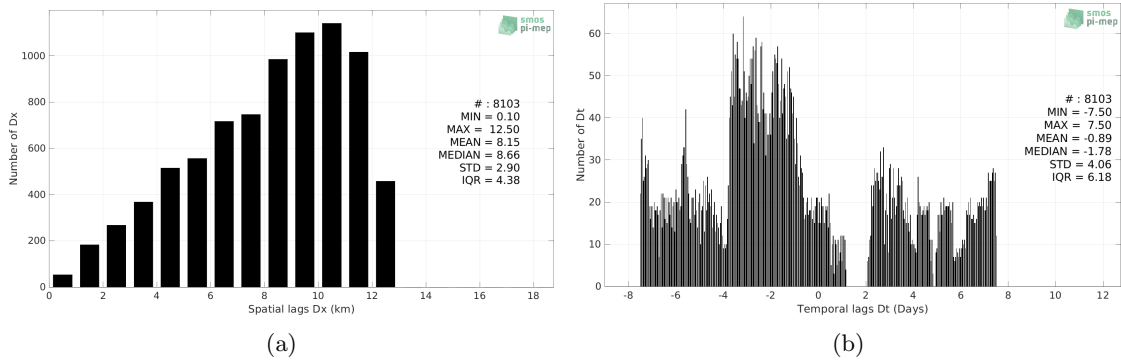 smos
pi-mep
Number of Dx
1000
800
600
400
200
0
# : 8103
MIN = 0.10
MAX = 12.50
MEAN = 8.15
MEDIAN = 8.66
STD = 2.90
IQR = 4.38
0 2 4 6 8 10 12 14 16 18
Spatial lags Dx (km)
(a)
smos
pi-mep
Number of Dt
60
50
40
30
20
10
0
# : 8103
MIN = -7.50
MAX = 7.50
MEAN = -0.89
MEDIAN = -1.78
STD = 4.06
IQR = 6.18
-8 -6 -4 -2 0 2 4 6 8 10 12
Temporal lags Dt (Days)
(b)